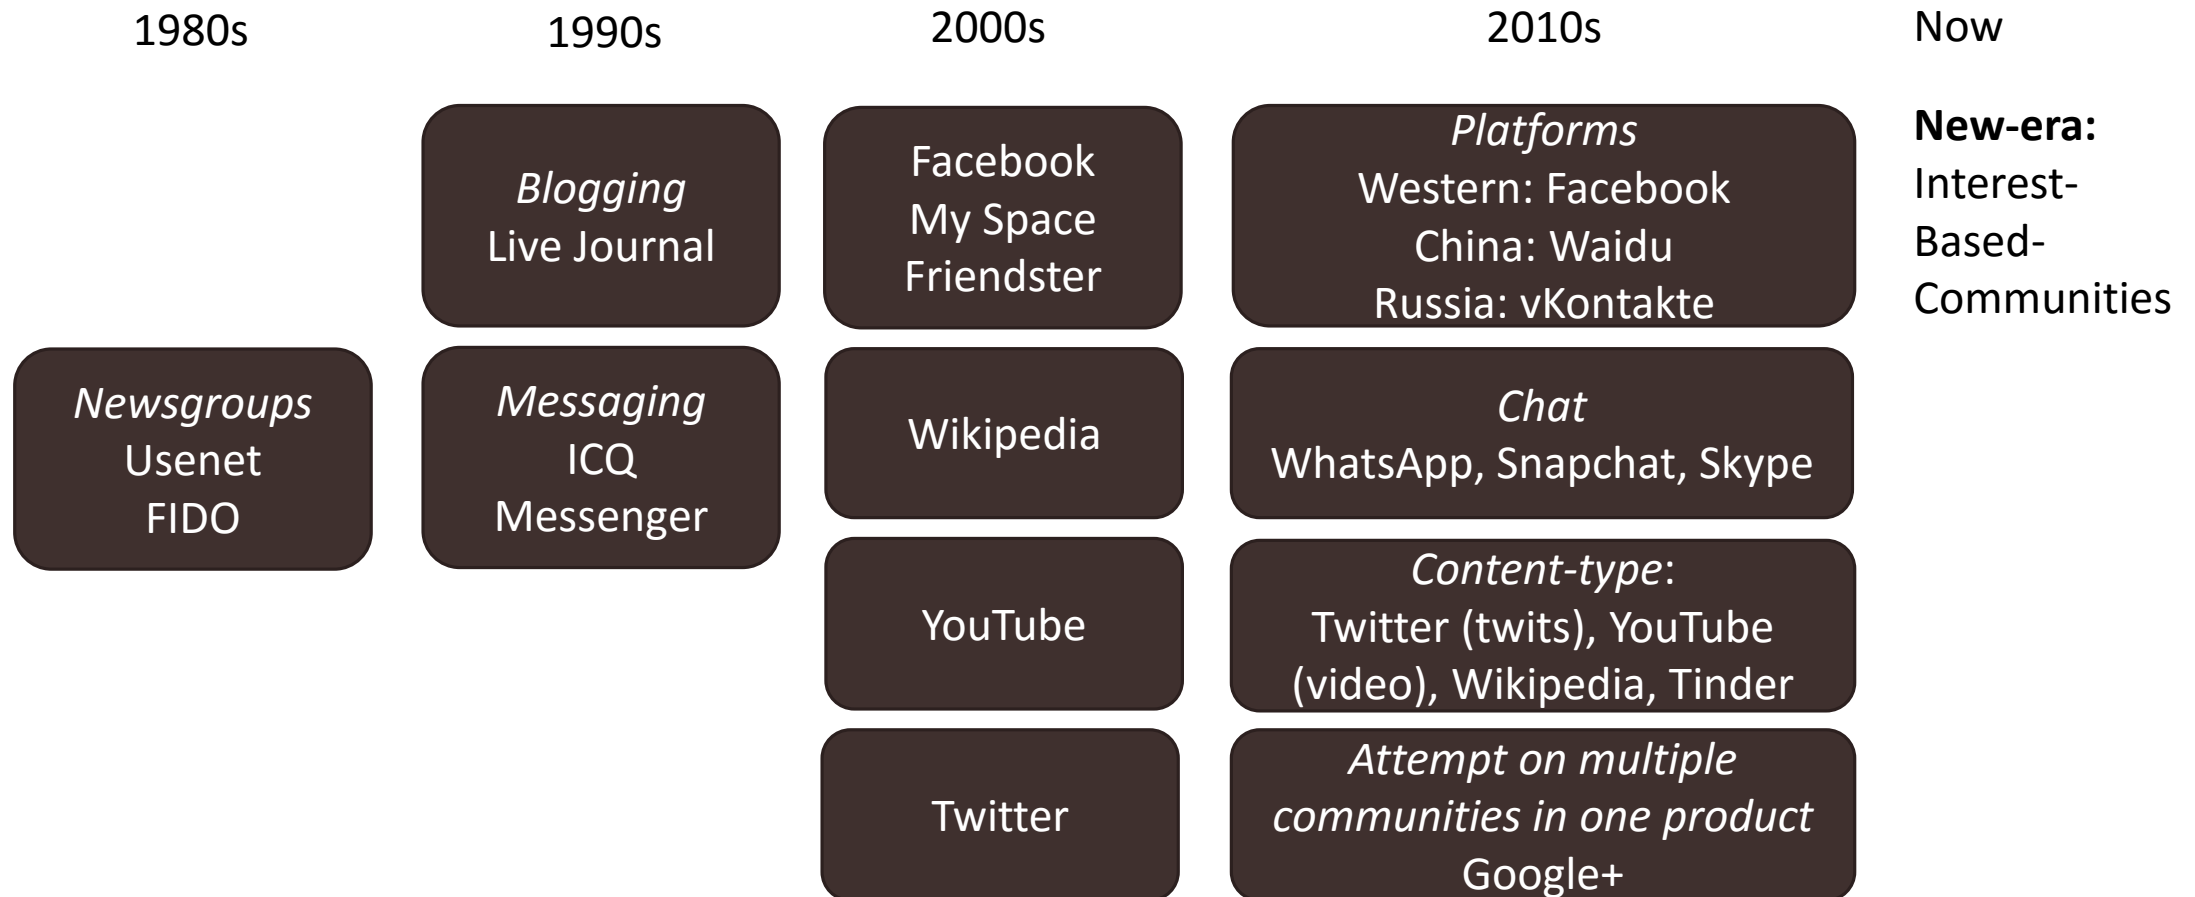 1980s
1990s
2000s
2010s
Now
Newsgroups
Usenet
FIDO
Blogging
Live Journal
Messaging
ICQ
Messenger
Facebook
My Space
Friendster
Wikipedia
YouTube
Twitter
Platforms
Western: Facebook
China: Waidu
Russia: vKontakte
Chat
WhatsApp, Snapchat, Skype
Content-type:
Twitter (twits), YouTube
(video), Wikipedia, Tinder
Attempt on multiple
communities in one product
Google+
New-era:
Interest-
Based-
Communities